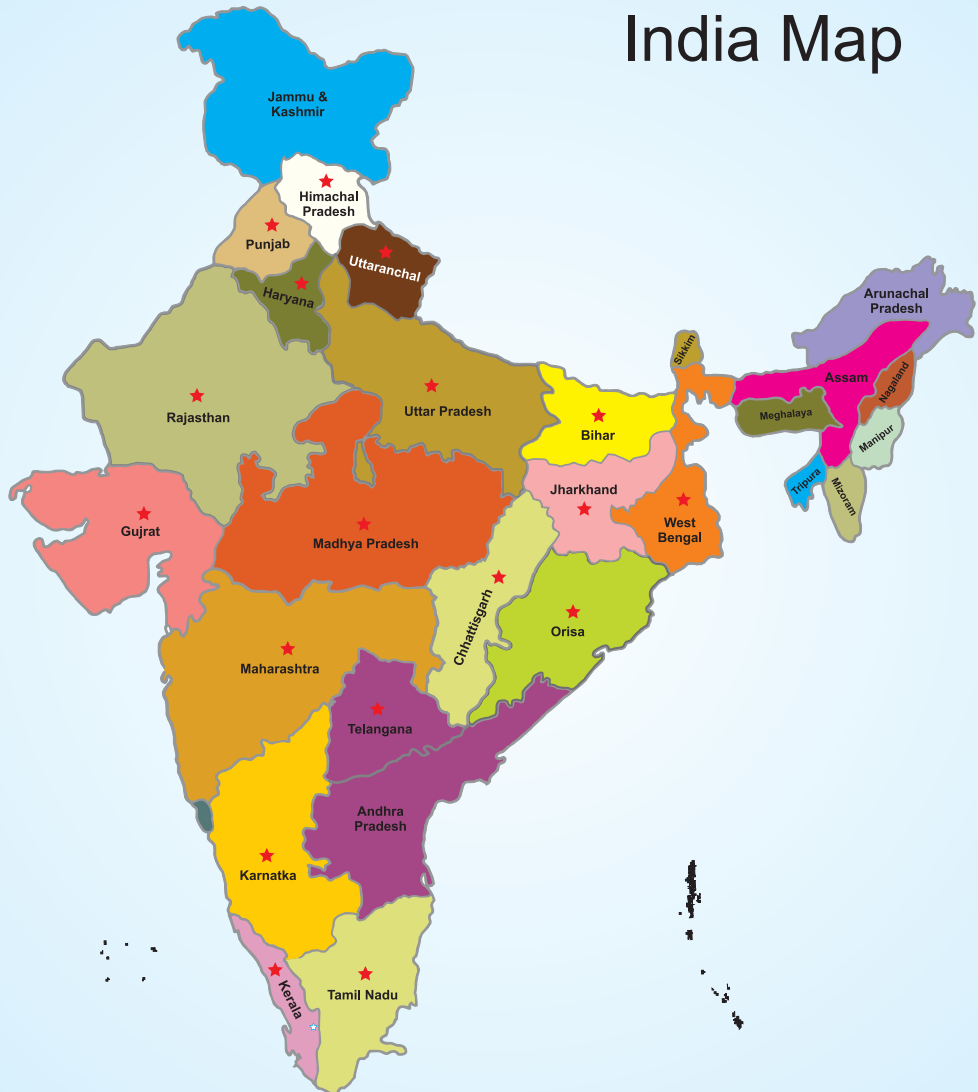 India Map
Jammu &
Kashmir
Himachal
Pradesh
Punjab
Uttaranchal
Haryana
Arunachal
Pradesh
Sikkim
Assam
Nagaland
Rajasthan
Uttar Pradesh
Bihar
Meghalaya
Manipur
Tripura
Mizoram
Jharkhand
West
Bengal
Gujrat
Madhya Pradesh
Chhattisgarh
Orisa
Maharashtra
Telangana
Andhra
Pradesh
Karnatka
Kerala
Tamil Nadu